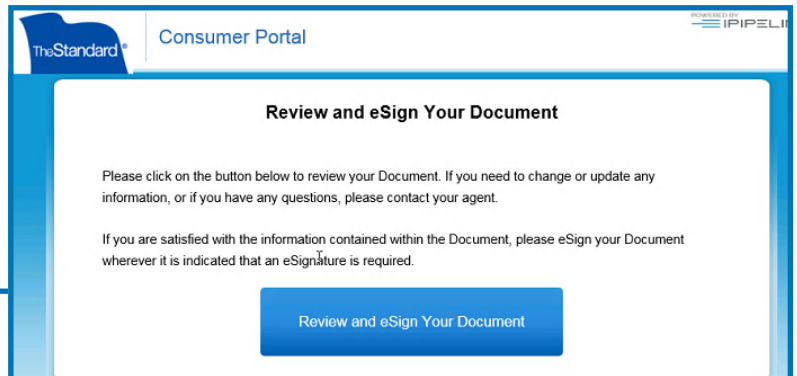 POWERED BY
IPIPELI
TheStandard®
Consumer Portal
Review and eSign Your Document
Please click on the button below to review your Document. If you need to change or update any
information, or if you have any questions, please contact your agent.
If you are satisfied with the information contained within the Document, please eSign your Document
wherever it is indicated that an eSignature is required.
Review and eSign Your Document